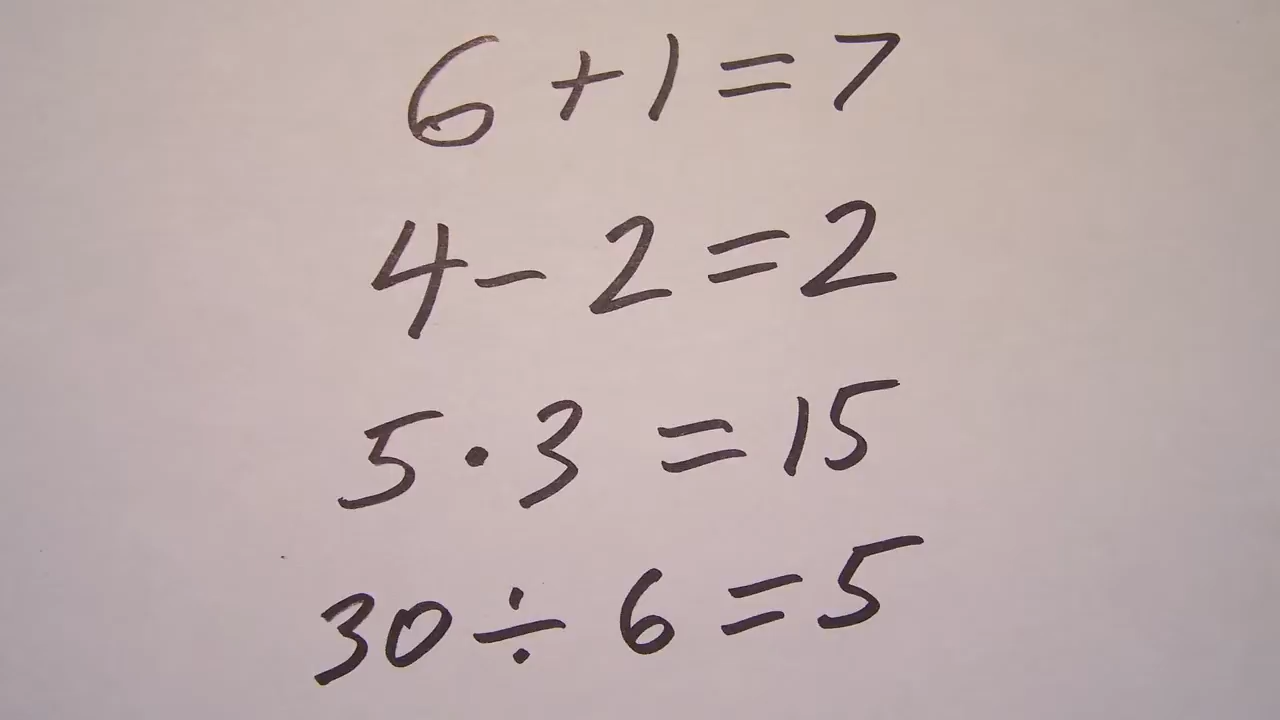 6 + 1 = 7
4 - 2 = 2
5 · 3 = 15
30 ÷ 6 = 5